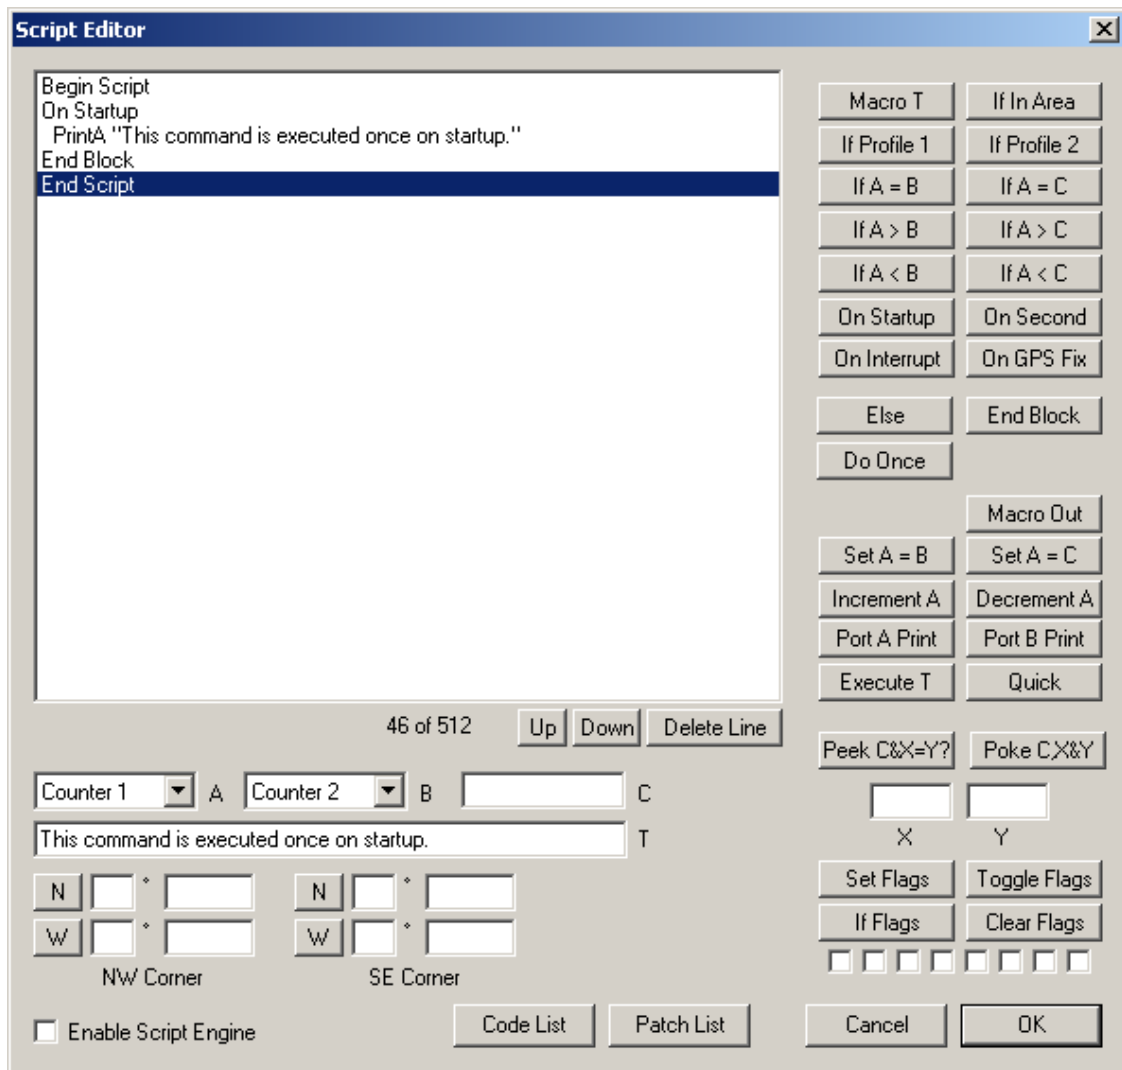 Script Editor
Begin Script
On Startup
PrintA "This command is executed once on startup."
End Block
End Script
Macro T If In Area
If Profile 1 If Profile 2
If A = B If A = C
If A > B If A > C
If A < B If A < C
On Startup On Second
On Interrupt On GPS Fix
Else End Block
Do Once
Macro Out
Set A = B Set A = C
Increment A Decrement A
Port A Print Port B Print
Execute T Quick
46 of 512 Up Down Delete Line
Peek C&X=Y? Poke C,X&Y
Counter 1 A Counter 2 B C
X Y
This command is executed once on startup. T
N ° N °
W ° W °
NW Corner SE Corner
Set Flags Toggle Flags
If Flags Clear Flags
Enable Script Engine
Code List Patch List Cancel OK